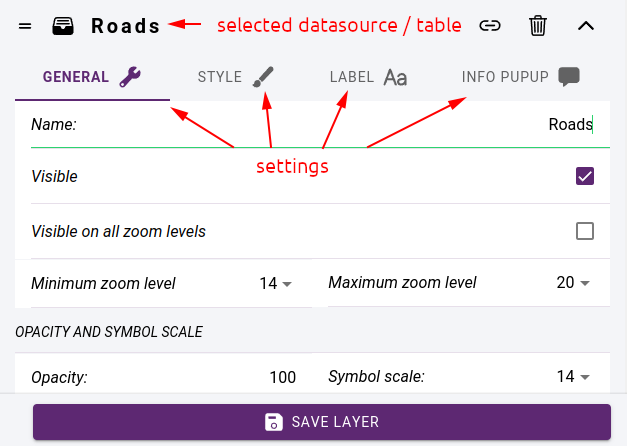 Roads selected datasource / table
GENERAL STYLE LABEL Aa INFO PUPUP
Name: Roads
settings
Visible
Visible on all zoom levels
Minimum zoom level 14 Maximum zoom level 20
OPACITY AND SYMBOL SCALE
Opacity: 100 Symbol scale: 14
SAVE LAYER